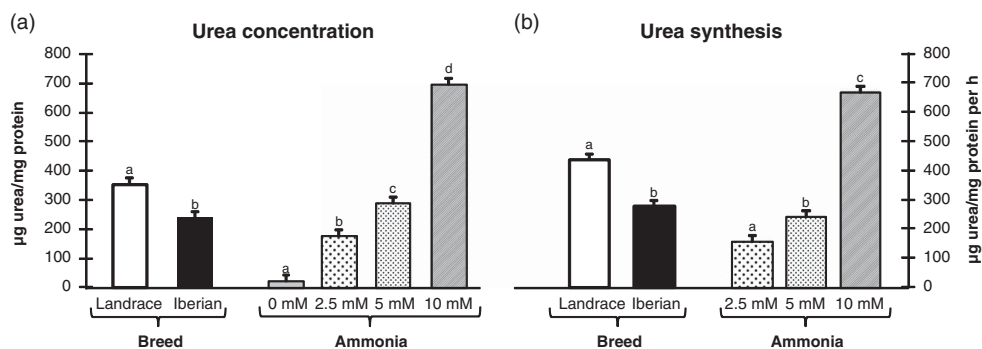 (a)
Urea concentration
µg urea/mg protein
800
700
600
500
400
300
200
100
0
a
b
a
b
c
d
Landrace Iberian
0 mM 2.5 mM 5 mM 10 mM
Breed
Ammonia
(b)
Urea synthesis
800
700
600
500
400
300
200
100
0
µg urea/mg protein per h
a
b
a
b
c
Landrace Iberian
2.5 mM 5 mM 10 mM
Breed
Ammonia